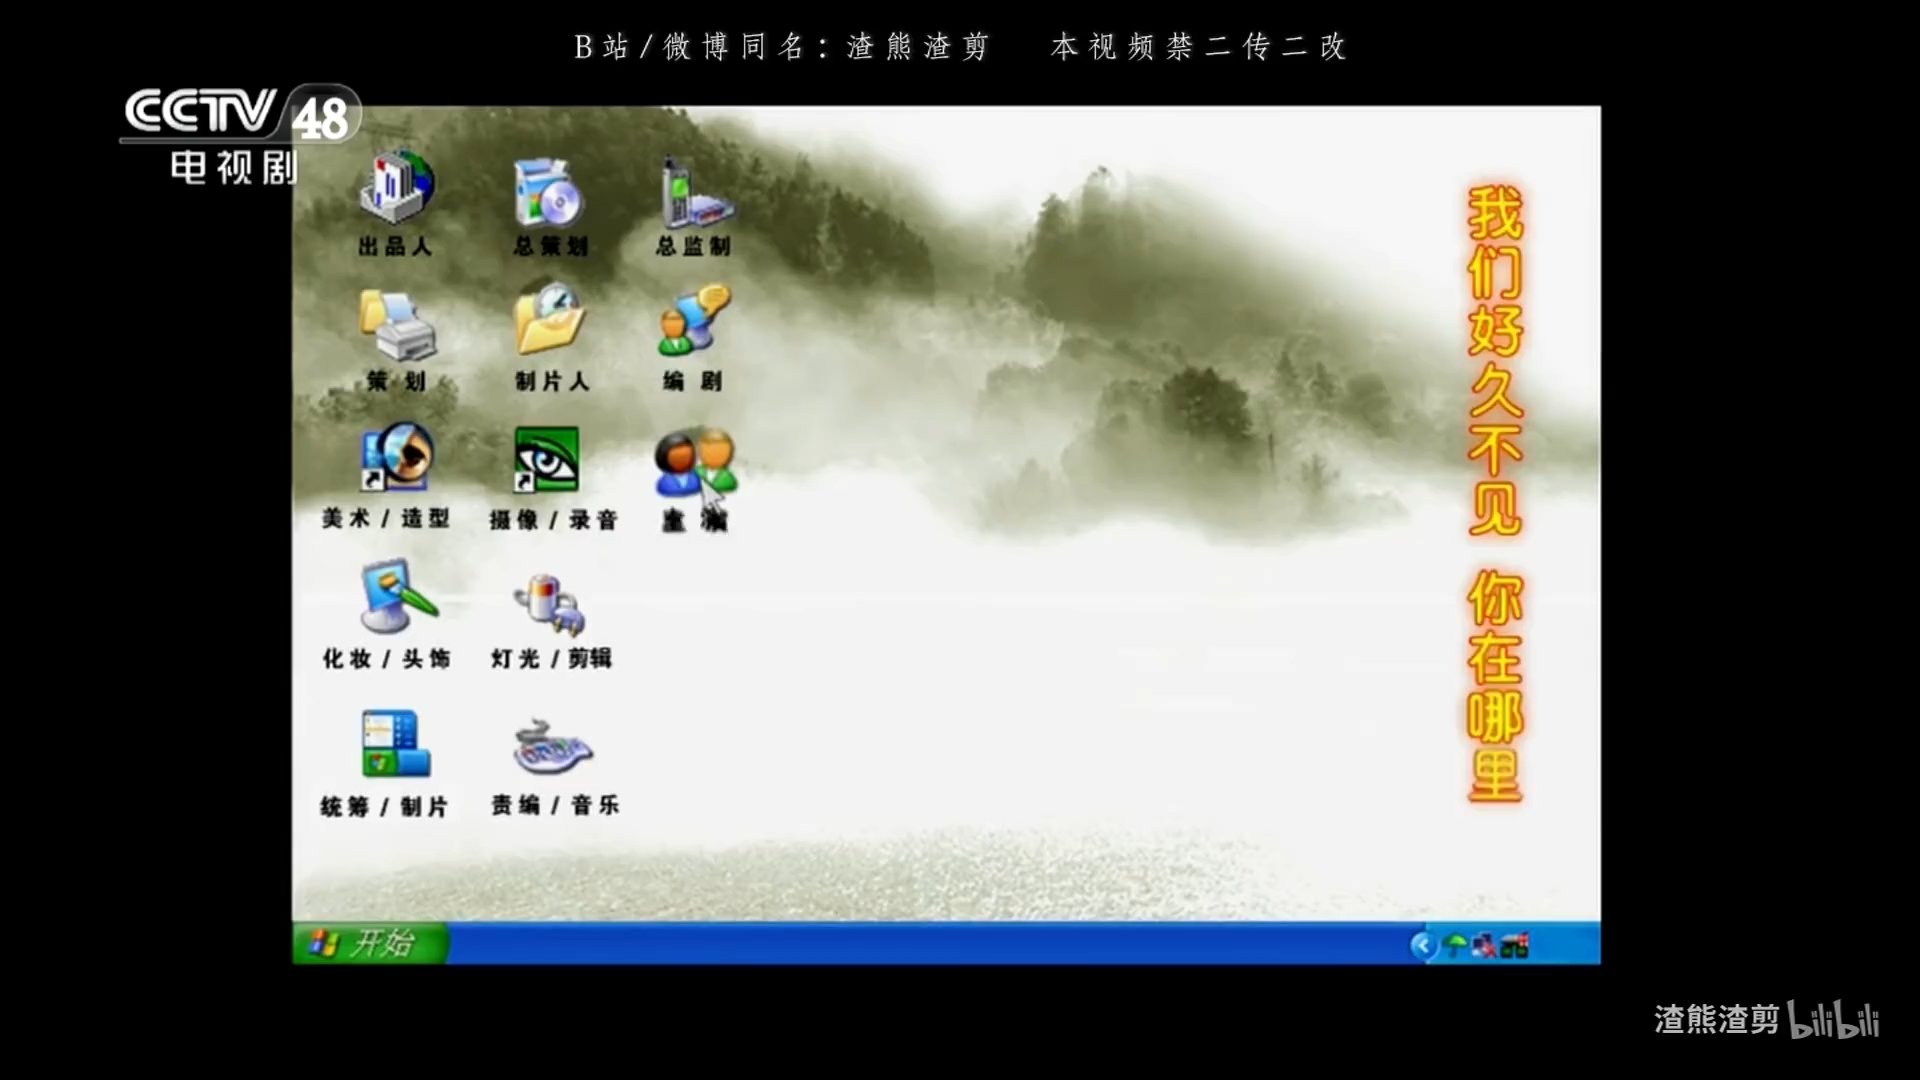 B站/微博同名：渣熊渣剪 本视频禁二传二改
CCTV 48
电视剧
出品人 总策划 总监制
策划 制片人 编剧
美术/造型 摄像/录音 主演
化妆/头饰 灯光/剪辑
统筹/制片 责编/音乐
我们好久不见 你在哪里
开始
渣熊渣剪 bilibili